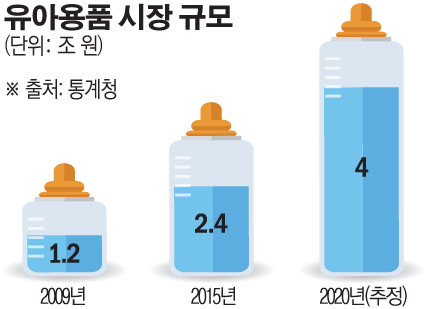 유아용품 시장 규모
(단위: 조 원)
※ 출처: 통계청
1.2
2.4
4
2009년
2015년
2020년(추정)